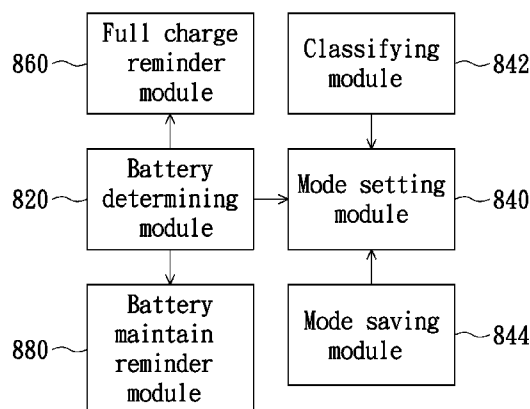 860
Full charge
reminder
module
Classifying
module
842
820
Battery
determining
module
Mode setting
module
840
880
Battery
maintain
reminder
module
Mode saving
module
844